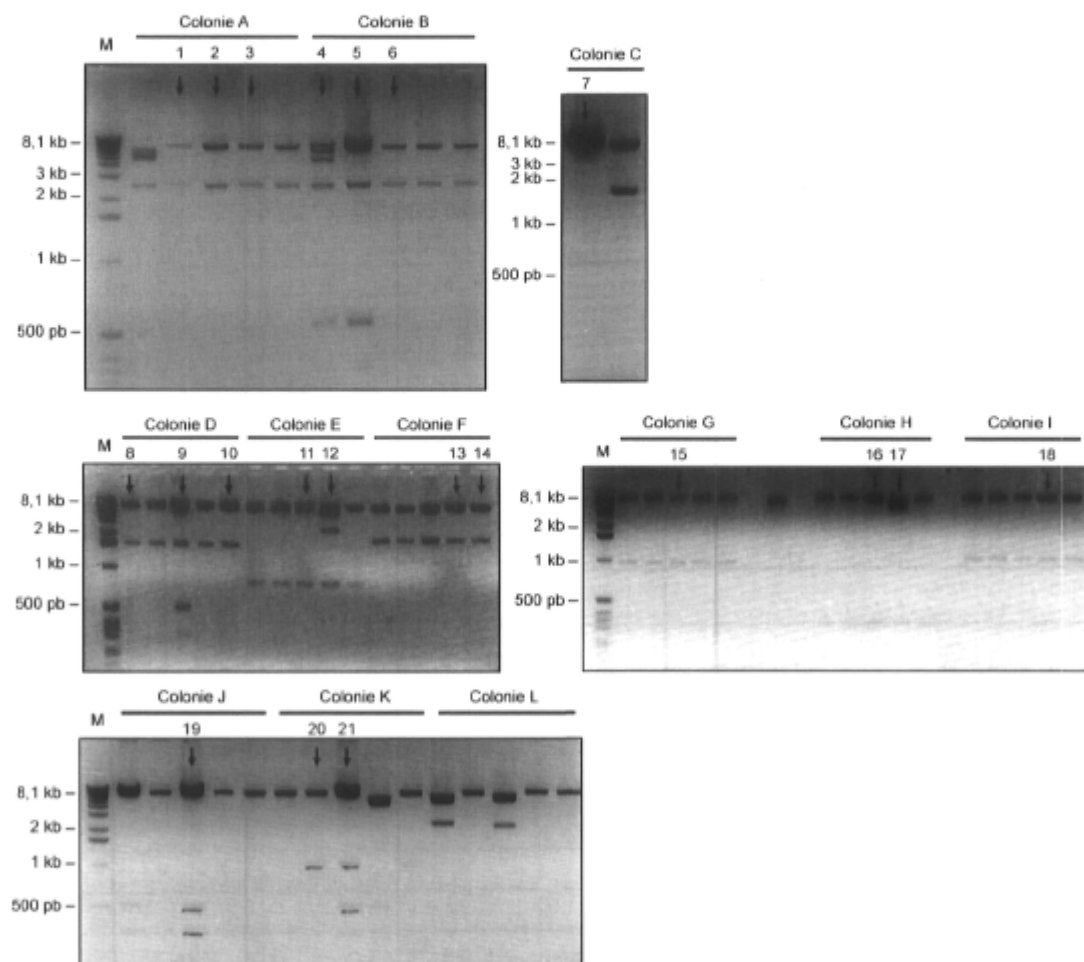 Colonie A Colonie B
M 1 2 3 4 5 6
8,1 kb
3 kb
2 kb
1 kb
500 pb
Colonie C
7
8,1 kb
3 kb
2 kb
1 kb
500 pb
Colonie D Colonie E Colonie F
M 8 9 10 11 12 13 14
8,1 kb
2 kb
1 kb
500 pb
Colonie G Colonie H Colonie I
M 15 16 17 18
8,1 kb
2 kb
1 kb
500 pb
Colonie J Colonie K Colonie L
M 19 20 21
8,1 kb
2 kb
1 kb
500 pb